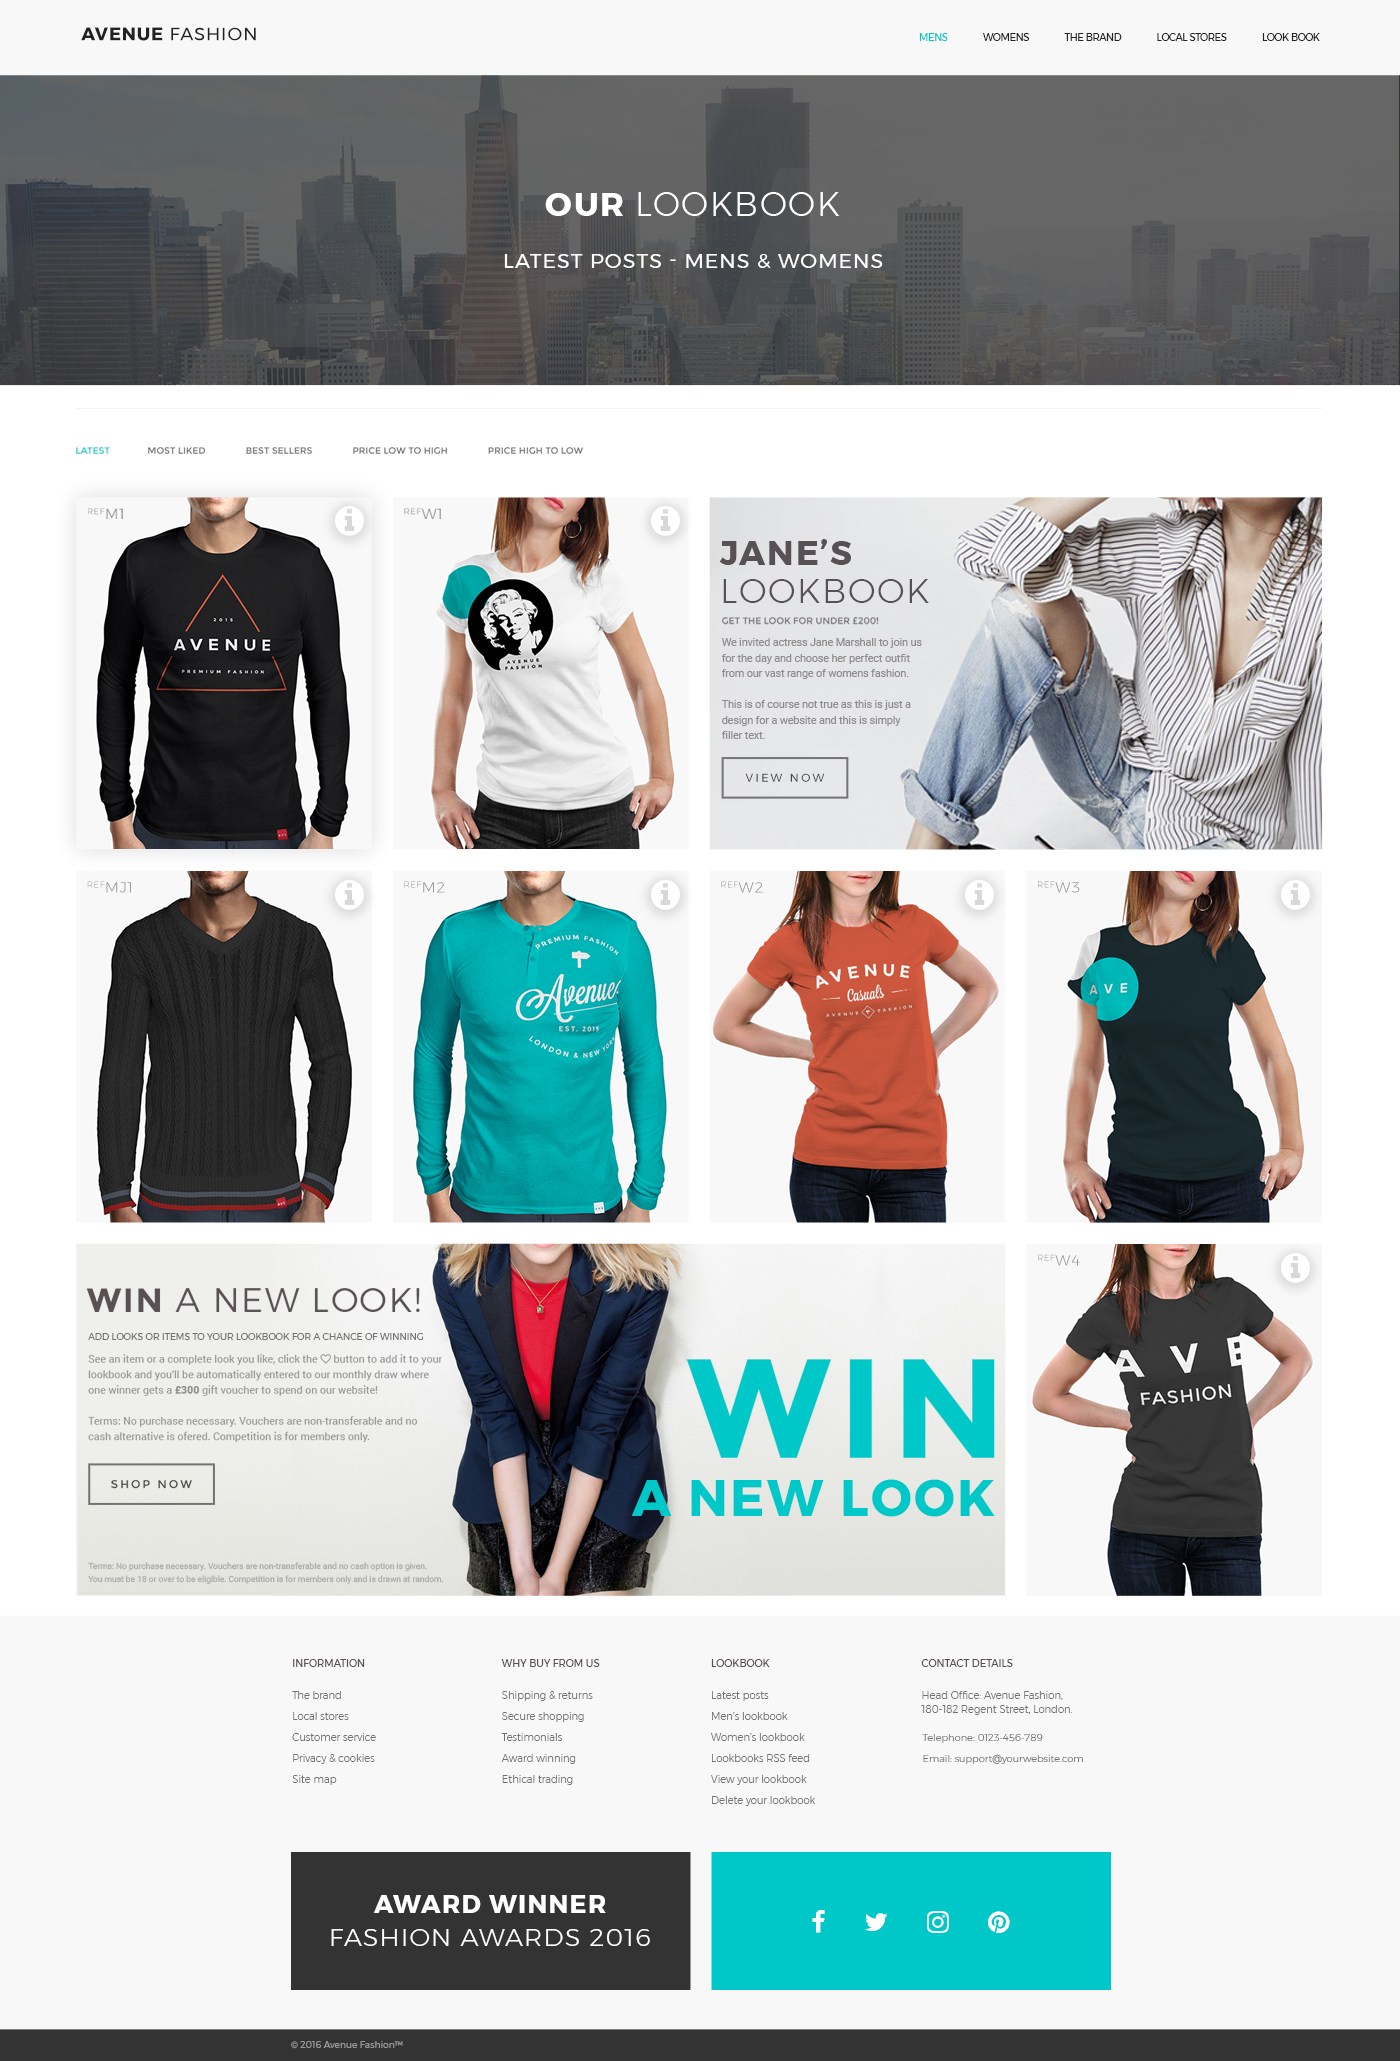 AVENUE FASHION
MENS WOMENS THE BRAND LOCAL STORES LOOK BOOK
OUR LOOKBOOK
LATEST POSTS - MENS & WOMENS
LATEST MOST LIKED BEST SELLERS PRICE LOW TO HIGH PRICE HIGH TO LOW
REFM1
2015
AVENUE
PREMIUM FASHION
REFW1
AVENUE
FASHION
JANE'S
LOOKBOOK
GET THE LOOK FOR UNDER £200!
We invited actress Jane Marshall to join us
for the day and choose her perfect outfit
from our vast range of womens fashion.
This is of course not true as this is just a
design for a website and this is simply
filler text.
VIEW NOW
REFMJ1
REFM2
PREMIUM FASHION
Avenue
EST. 2015
LONDON & NEW YORK
REFW2
AVENUE
Casuals
AVENUE FASHION
REFW3
AVE
WIN A NEW LOOK!
ADD LOOKS OR ITEMS TO YOUR LOOKBOOK FOR A CHANCE OF WINNING
See an item or a complete look you like, click the ♡ button to add it to your
lookbook and you'll be automatically entered to our monthly draw where
one winner gets a £300 gift voucher to spend on our website!
Terms: No purchase necessary. Vouchers are non-transferable and no
cash alternative is ofered. Competition is for members only.
SHOP NOW
Terms: No purchase necessary. Vouchers are non-transferable and no cash option is given.
You must be 18 or over to be eligible. Competition is for members only and is drawn at random.
WIN
A NEW LOOK
REFW4
AVE
FASHION
INFORMATION
The brand
Local stores
Customer service
Privacy & cookies
Site map
WHY BUY FROM US
Shipping & returns
Secure shopping
Testimonials
Award winning
Ethical trading
LOOKBOOK
Latest posts
Men's lookbook
Women's lookbook
Lookbooks RSS feed
View your lookbook
Delete your lookbook
CONTACT DETAILS
Head Office: Avenue Fashion,
180-182 Regent Street, London.
Telephone: 0123-456-789
Email: support@yourwebsite.com
AWARD WINNER
FASHION AWARDS 2016
© 2016 Avenue Fashion™